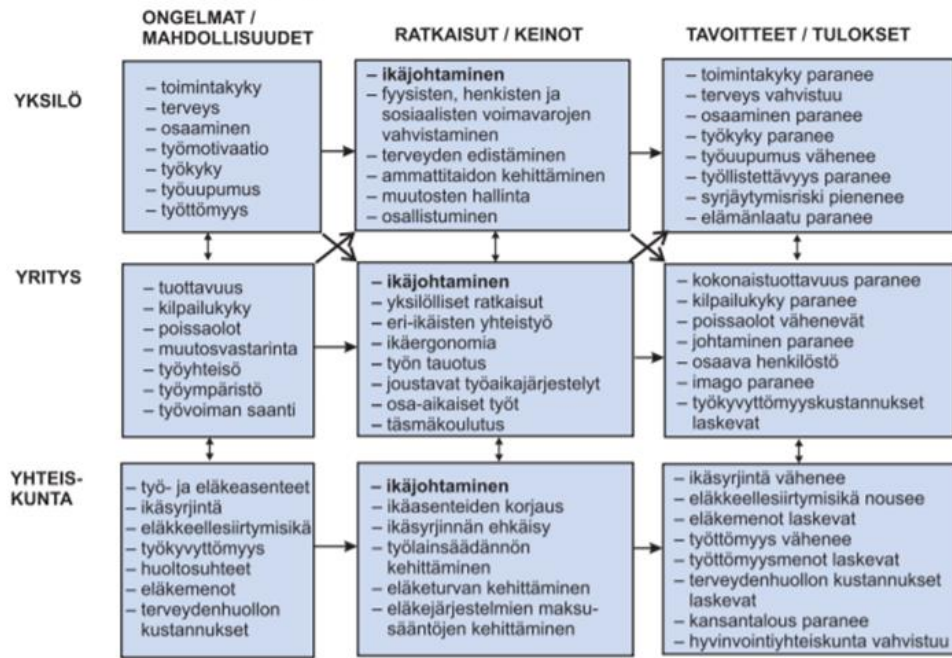 ONGELMAT /
MAHDOLLISUUDET
RATKAISUT / KEINOT
TAVOITTEET / TULOKSET
YKSILÖ
– toimintakyky
– terveys
– osaaminen
– työmotivaatio
– työkyky
– työuupumus
– työttömyys
– ikäjohtaminen
– fyysisten, henkisten ja
sosiaalisten voimavarojen
vahvistaminen
– terveyden edistäminen
– ammattitaidon kehittäminen
– muutosten hallinta
– osallistuminen
– toimintakyky paranee
– terveys vahvistuu
– osaaminen paranee
– työkyky paranee
– työuupumus vähenee
– työllistettävyys paranee
– syrjäytymisriski pienenee
– elämänlaatu paranee
YRITYS
– tuottavuus
– kilpailukyky
– poissaolot
– muutosvastarinta
– työyhteisö
– työympäristö
– työvoiman saanti
– ikäjohtaminen
– yksilölliset ratkaisut
– eri-ikäisten yhteistyö
– ikäergonomia
– työn tauotus
– joustavat työaikajärjestelyt
– osa-aikaiset työt
– täsmäkoulutus
– kokonaistuottavuus paranee
– kilpailukyky paranee
– poissaolot vähenevät
– johtaminen paranee
– osaava henkilöstö
– imago paranee
– työkyvyttömyyskustannukset
laskevat
YHTEIS-
KUNTA
– työ- ja eläkeasenteet
– ikäsyrjintä
– eläkkeellesiirtymisikä
– työkyvyttömyys
– huoltosuhteet
– eläkemenot
– terveydenhuollon
kustannukset
– ikäjohtaminen
– ikäasenteiden korjaus
– ikäsyrjinnän ehkäisy
– työlainsäädännön
kehittäminen
– eläketurvan kehittäminen
– eläkejärjestelmien maksu-
sääntöjen kehittäminen
– ikäsyrjintä vähenee
– eläkkeellesiirtymisikä nousee
– eläkemenot laskevat
– työttömyys vähenee
– työttömyysmenot laskevat
– terveydenhuollon kustannukset
laskevat
– kansantalous paranee
– hyvinvointiyhteiskunta vahvistuu